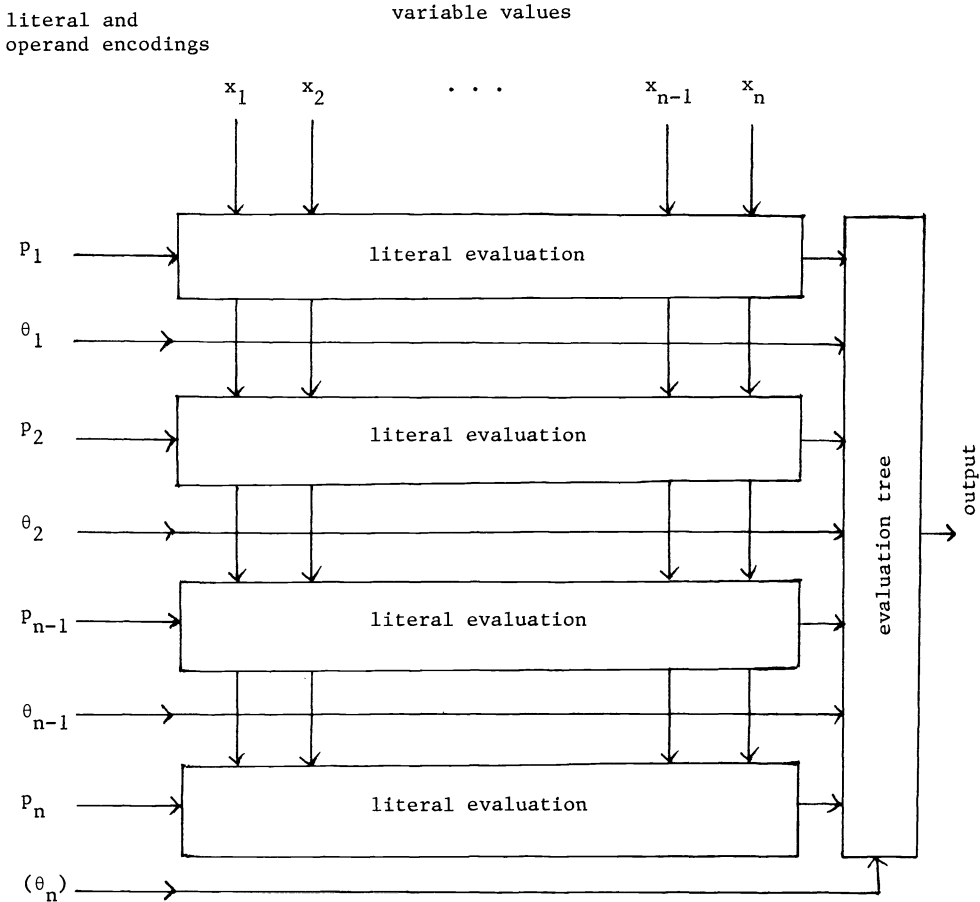 literal and
operand encodings
variable values
x₁ x₂ . . . xₙ₋₁ xₙ
p₁
literal evaluation
θ₁
p₂
literal evaluation
θ₂
pₙ₋₁
literal evaluation
θₙ₋₁
pₙ
literal evaluation
(θₙ)
evaluation tree
output